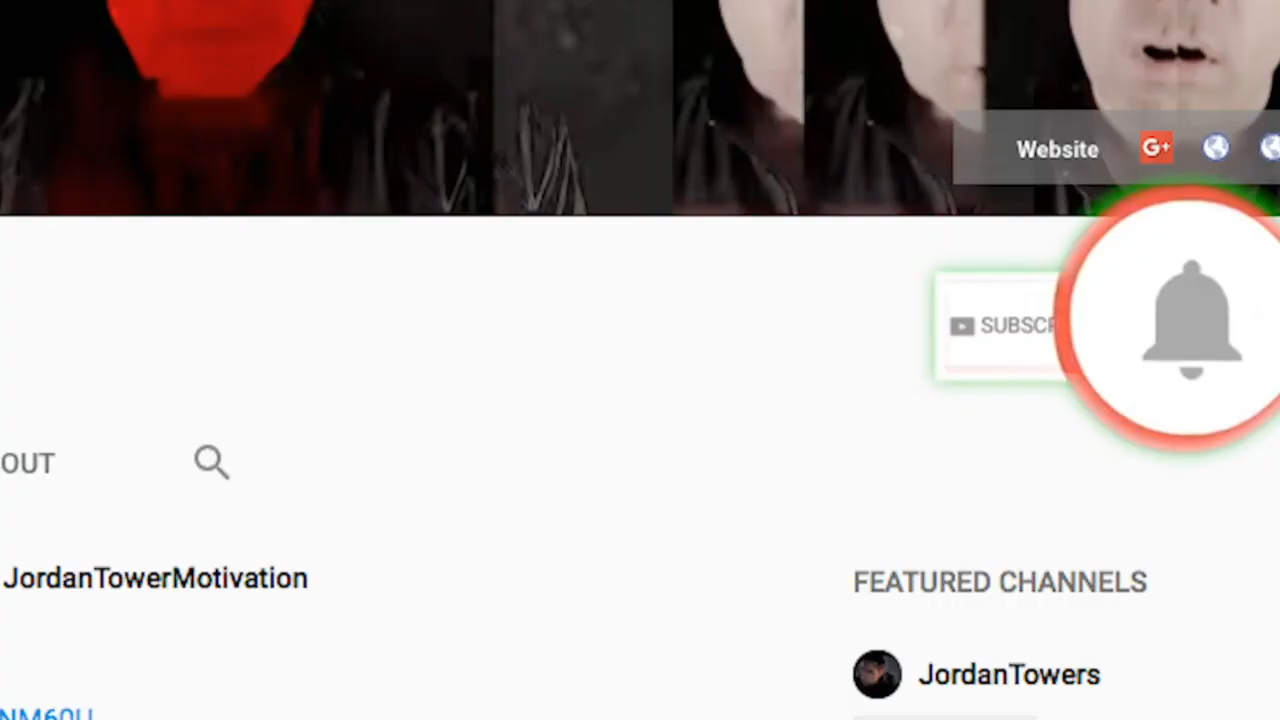 Website G+
SUBSCR
OUT
JordanTowerMotivation
FEATURED CHANNELS
JordanTowers